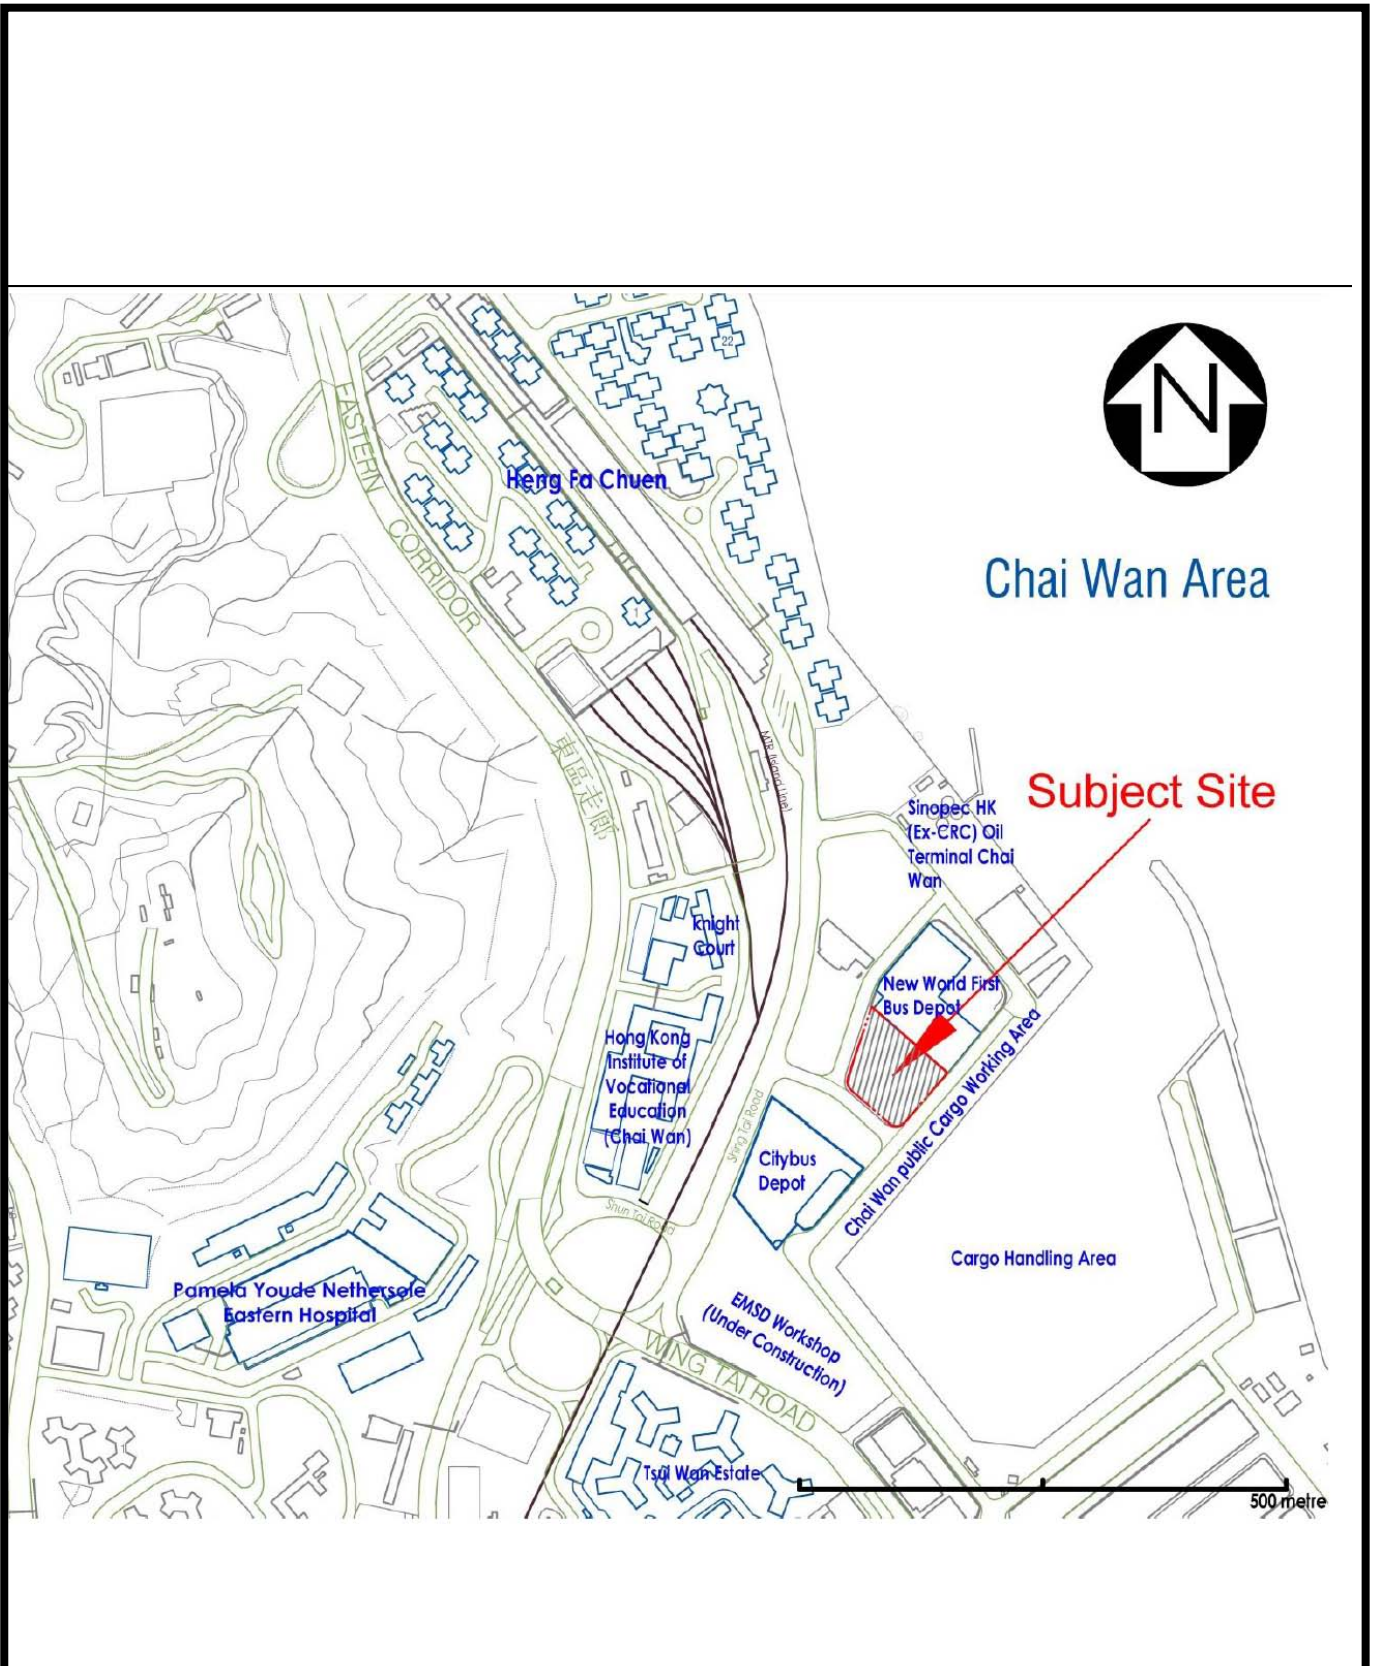 N
22
EASTERN
CORRIDOR
Heng Fa Chuen
Chai Wan Area
1
東區走廊
MTR (Island Line)
Subject Site
Sinopec HK
(Ex-CRC) Oil
Terminal Chai
Wan
knight
Court
New World First
Bus Depot
Hong Kong
Institute of
Vocational
Education
(Chai Wan)
Chai Wan public Cargo Working Area
Shing Tai Road
Citybus
Depot
Shun Tai Road
Cargo Handling Area
Pamela Youde Nethersole
Eastern Hospital
EMSD Workshop
(Under Construction)
WING TAI ROAD
Tsui Wan Estate
500 metre